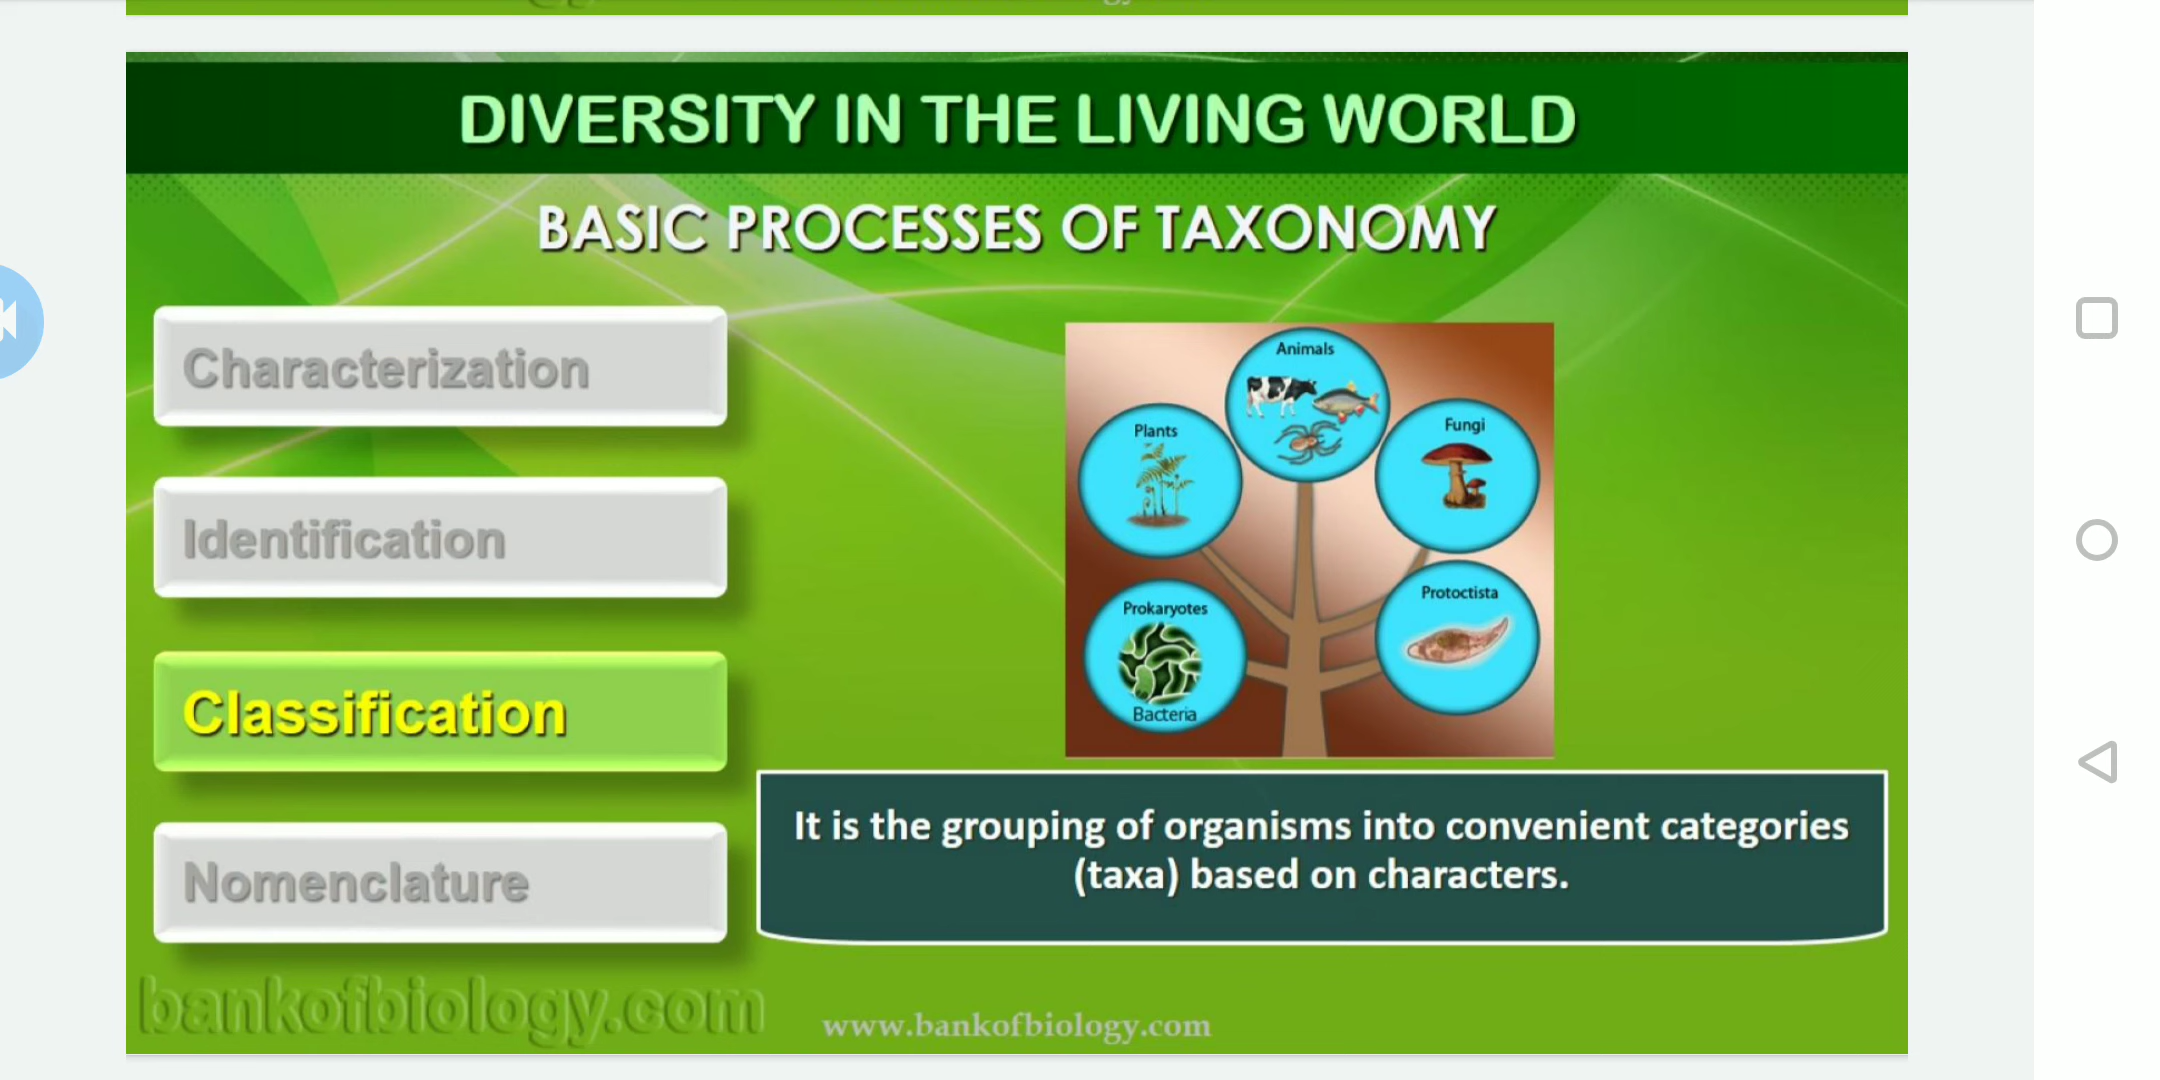 DIVERSITY IN THE LIVING WORLD
BASIC PROCESSES OF TAXONOMY
Characterization
Identification
Classification
Nomenclature
Animals
Plants
Fungi
Prokaryotes
Bacteria
Protoctista
It is the grouping of organisms into convenient categories
(taxa) based on characters.
bankofbiology.com
www.bankofbiology.com